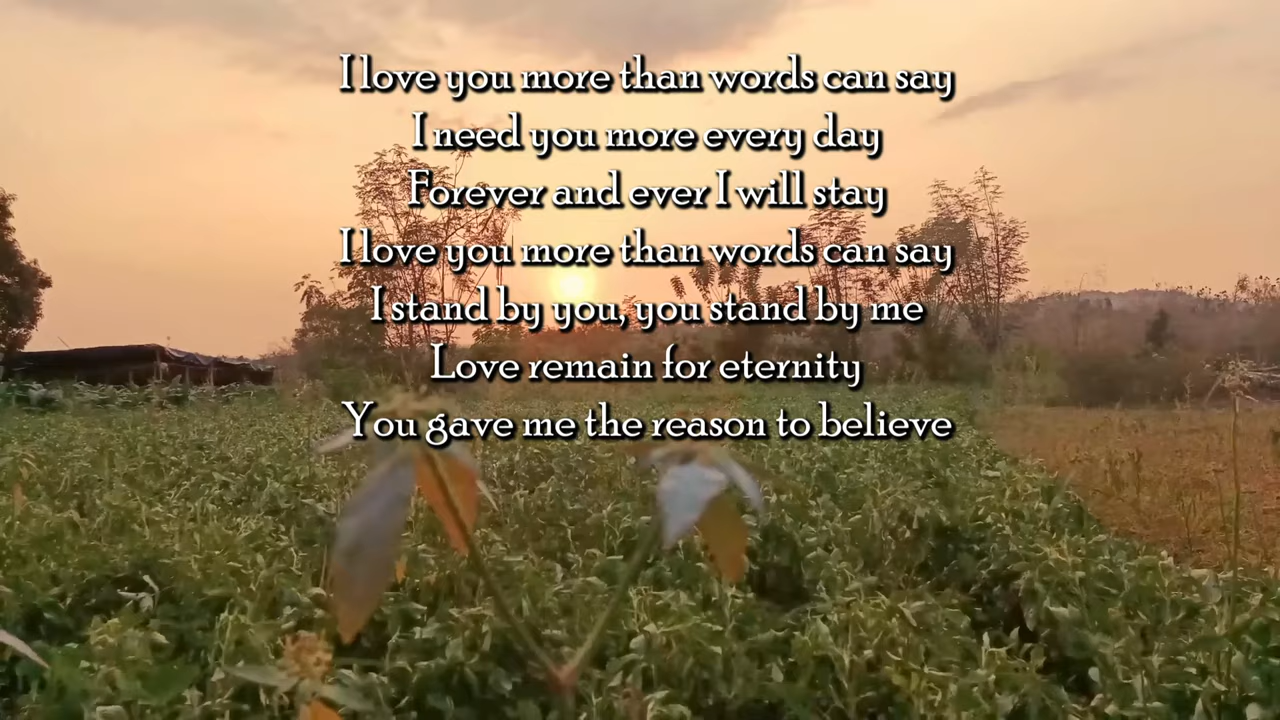 I love you more than words can say
I need you more every day
Forever and ever I will stay
I love you more than words can say
I stand by you, you stand by me
Love remain for eternity
You gave me the reason to believe